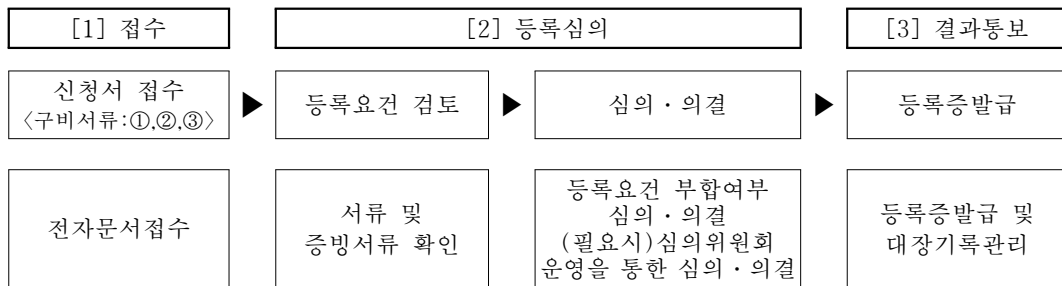 [1] 접수
[2] 등록심의
[3] 결과통보
신청서 접수
〈구비서류:①,②,③〉
▶
등록요건 검토
▶
심의·의결
▶
등록증발급
전자문서접수
서류 및
증빙서류 확인
등록요건 부합여부
심의·의결
(필요시)심의위원회
운영을 통한 심의·의결
등록증발급 및
대장기록관리